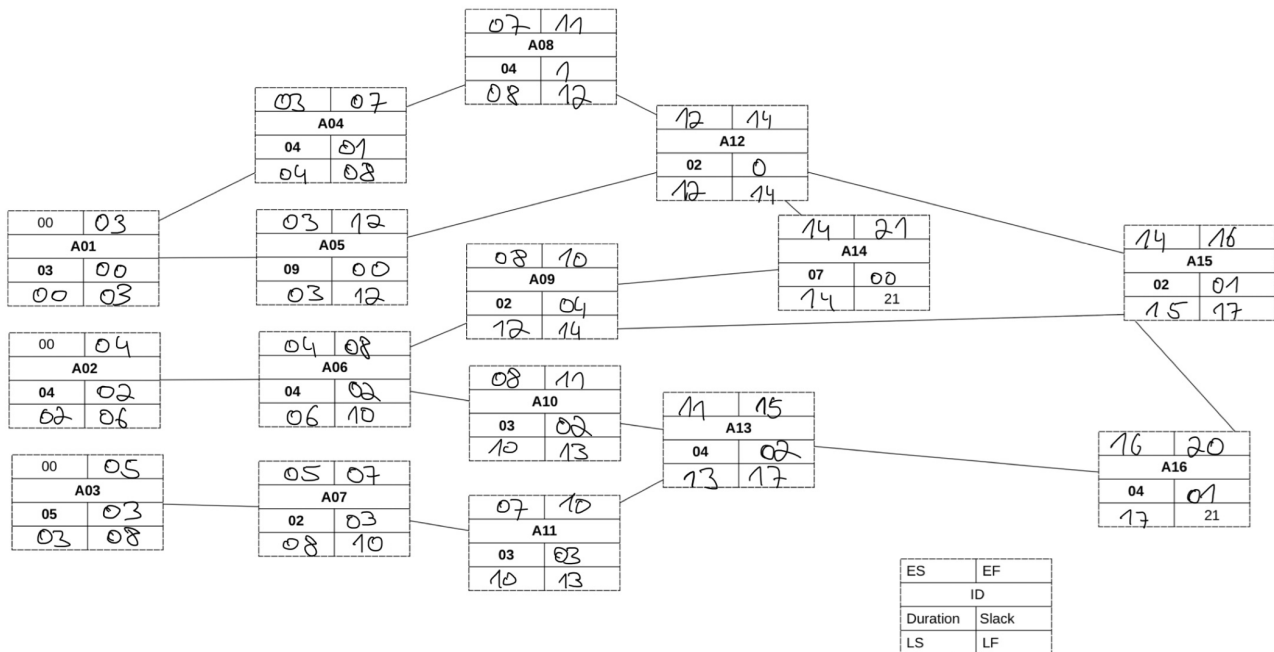 07 11
A08
04 1
08 12
03 07
A04
04 01
04 08
12 14
A12
02 0
12 14
00 03
A01
03 00
00 03
03 12
A05
09 00
03 12
08 10
A09
02 04
12 14
14 21
A14
07 00
14 21
14 16
A15
02 01
15 17
00 04
A02
04 02
02 06
04 08
A06
04 02
06 10
08 11
A10
03 02
10 13
11 15
A13
04 02
13 17
16 20
A16
04 01
17 21
00 05
A03
05 03
03 08
05 07
A07
02 03
08 10
07 10
A11
03 03
10 13
ES EF
ID
Duration Slack
LS LF